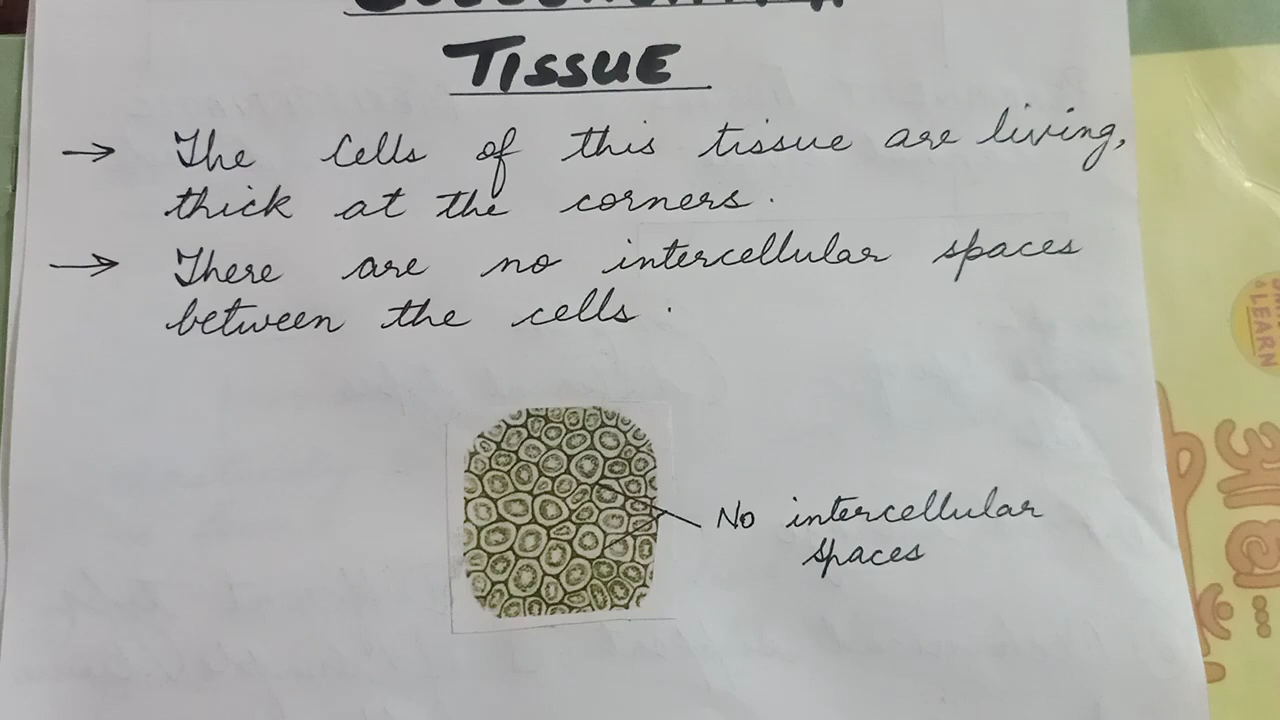 TISSUE
→ The Cells of this tissue are living,
thick at the corners.
→ There are no intercellular spaces
between the cells.
No intercellular
spaces
& LEARN